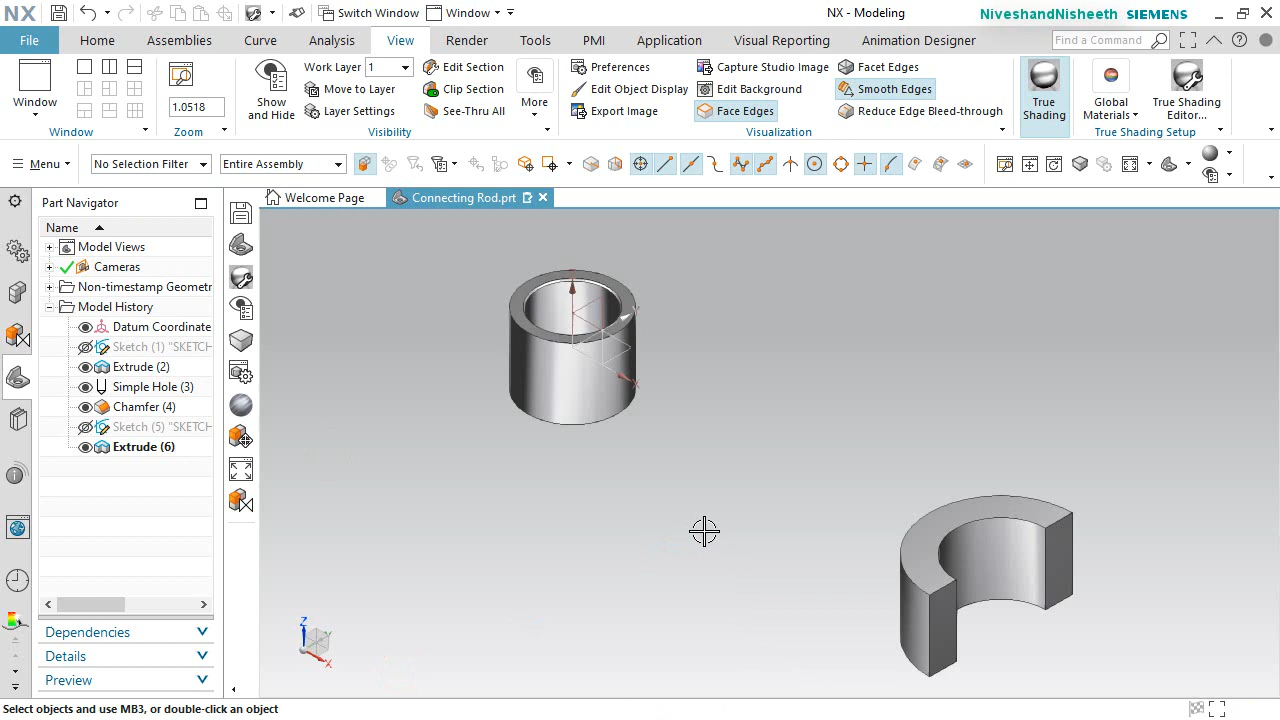 NX
Switch Window
Window
NX - Modeling
NiveshandNisheeth SIEMENS
File Home Assemblies Curve Analysis View Render Tools PMI Application Visual Reporting Animation Designer
Find a Command
Window
1.0518
Show and Hide
Work Layer 1
Move to Layer
Layer Settings
Edit Section
Clip Section
See-Thru All
More
Preferences
Edit Object Display
Export Image
Capture Studio Image
Edit Background
Face Edges
Facet Edges
Smooth Edges
Reduce Edge Bleed-through
True Shading
Global Materials
True Shading Editor...
Window Zoom Visibility Visualization True Shading Setup
Menu
No Selection Filter
Entire Assembly
Part Navigator
Welcome Page
Connecting Rod.prt
Name
Model Views
Cameras
Non-timestamp Geometr
Model History
Datum Coordinate
Sketch (1) "SKETCH
Extrude (2)
Simple Hole (3)
Chamfer (4)
Sketch (5) "SKETCH
Extrude (6)
Dependencies
Details
Preview
X
Z
Y
X
Select objects and use MB3, or double-click an object